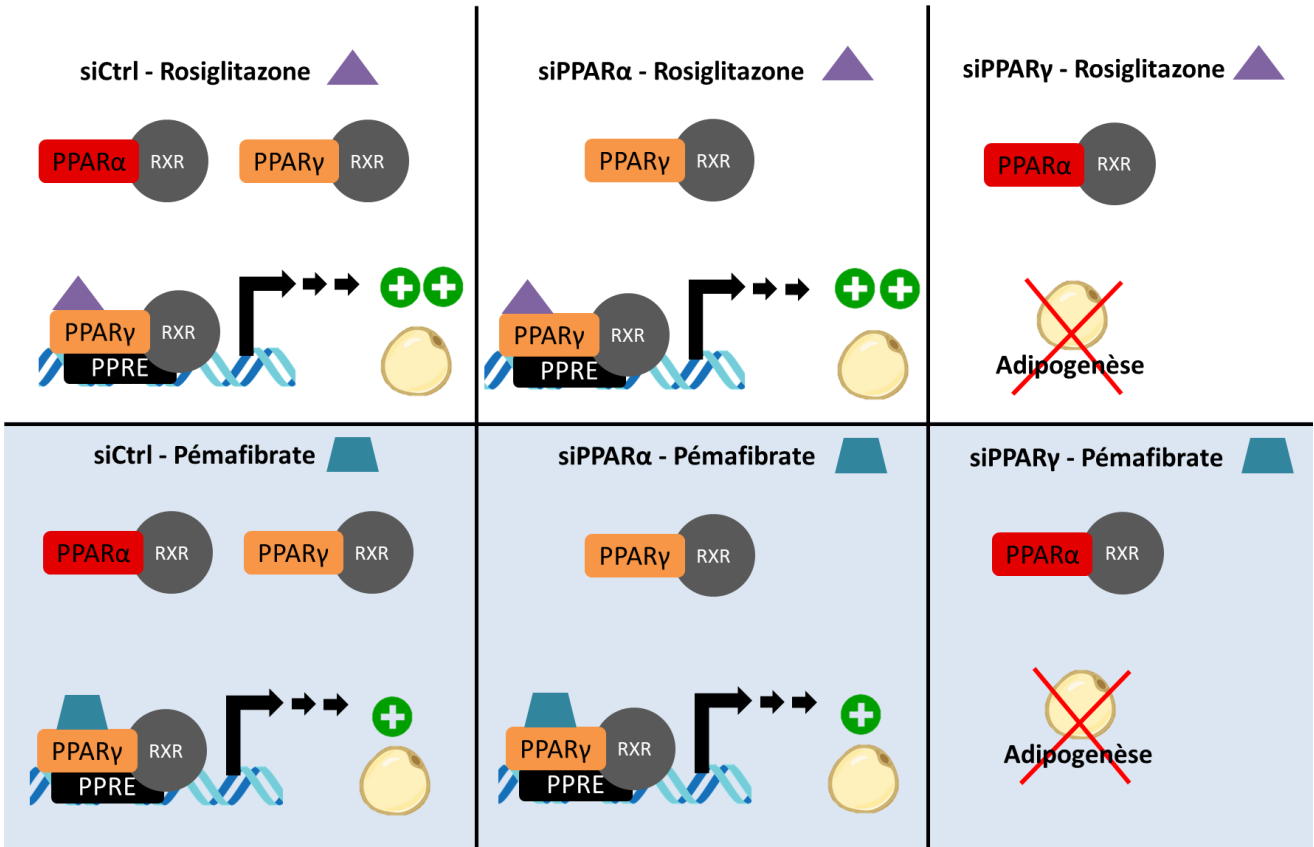 siCtrl - Rosiglitazone
PPARα RXR PPARγ RXR
PPARγ RXR
PPRE
siPPARα - Rosiglitazone
PPARγ RXR
PPARγ RXR
PPRE
siPPARγ - Rosiglitazone
PPARα RXR
Adipogenèse
siCtrl - Pémafibrate
PPARα RXR PPARγ RXR
PPARγ RXR
PPRE
siPPARα - Pémafibrate
PPARγ RXR
PPARγ RXR
PPRE
siPPARγ - Pémafibrate
PPARα RXR
Adipogenèse